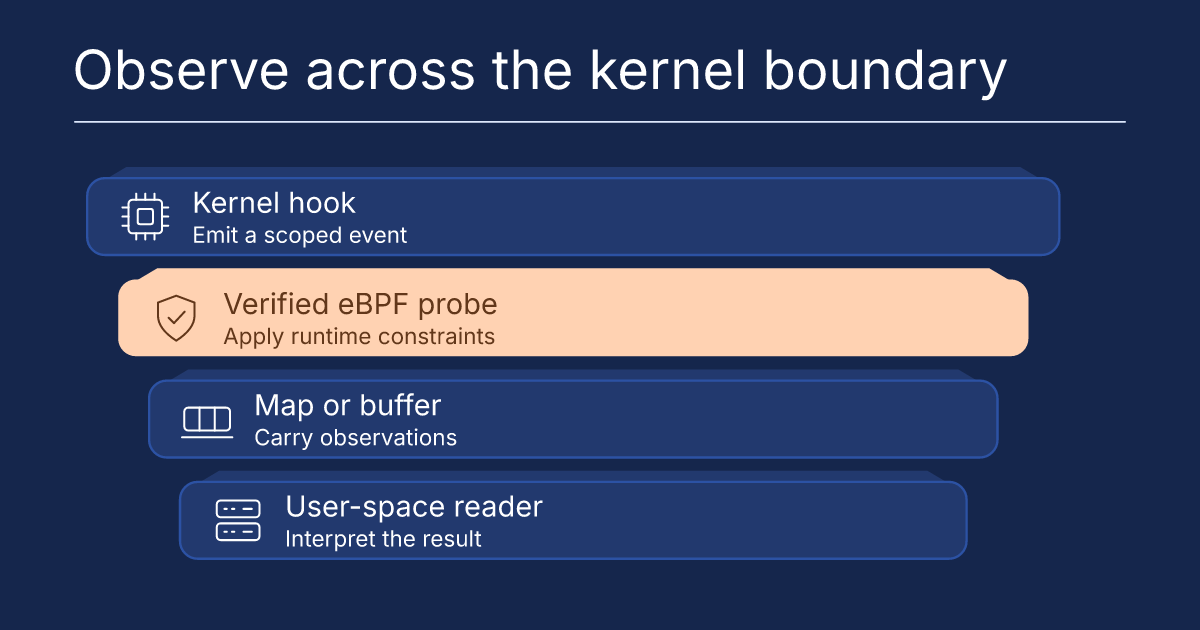 Observe across the kernel boundary
Kernel hook
Emit a scoped event
Verified eBPF probe
Apply runtime constraints
Map or buffer
Carry observations
User-space reader
Interpret the result